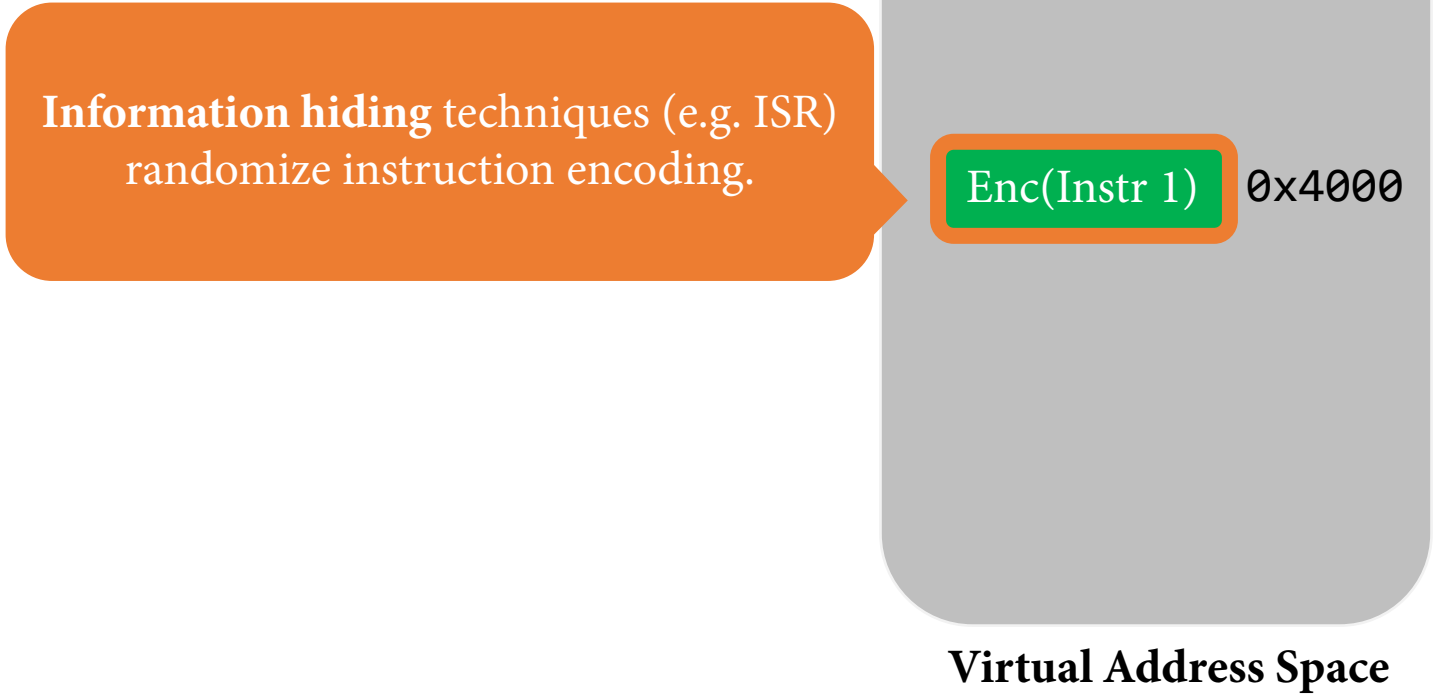 Information hiding techniques (e.g. ISR)
randomize instruction encoding.
Enc(Instr 1)
0x4000
Virtual Address Space